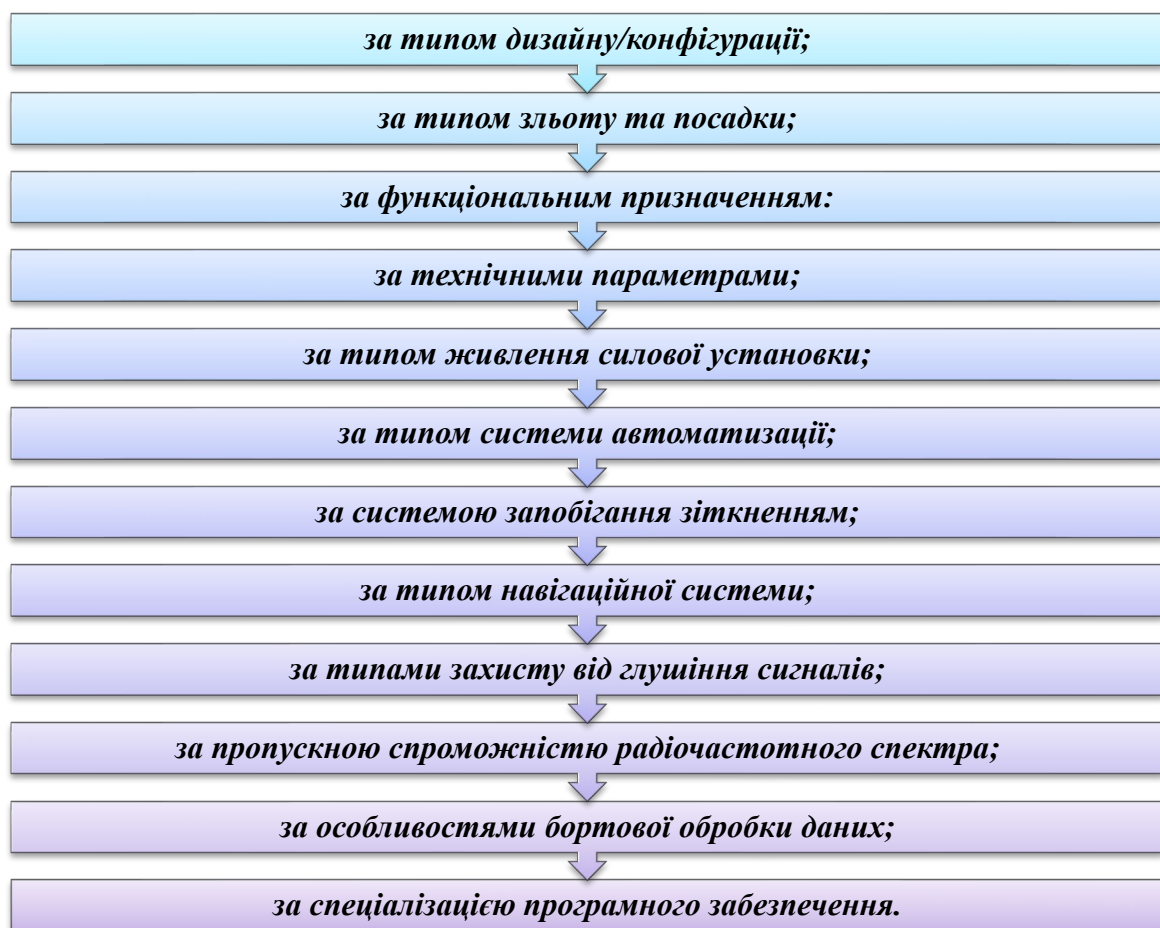 за типом дизайну/конфігурації;
за типом зльоту та посадки;
за функціональним призначенням:
за технічними параметрами;
за типом живлення силової установки;
за типом системи автоматизації;
за системою запобігання зіткненням;
за типом навігаційної системи;
за типами захисту від глушіння сигналів;
за пропускною спроможністю радіочастотного спектра;
за особливостями бортової обробки даних;
за спеціалізацією програмного забезпечення.